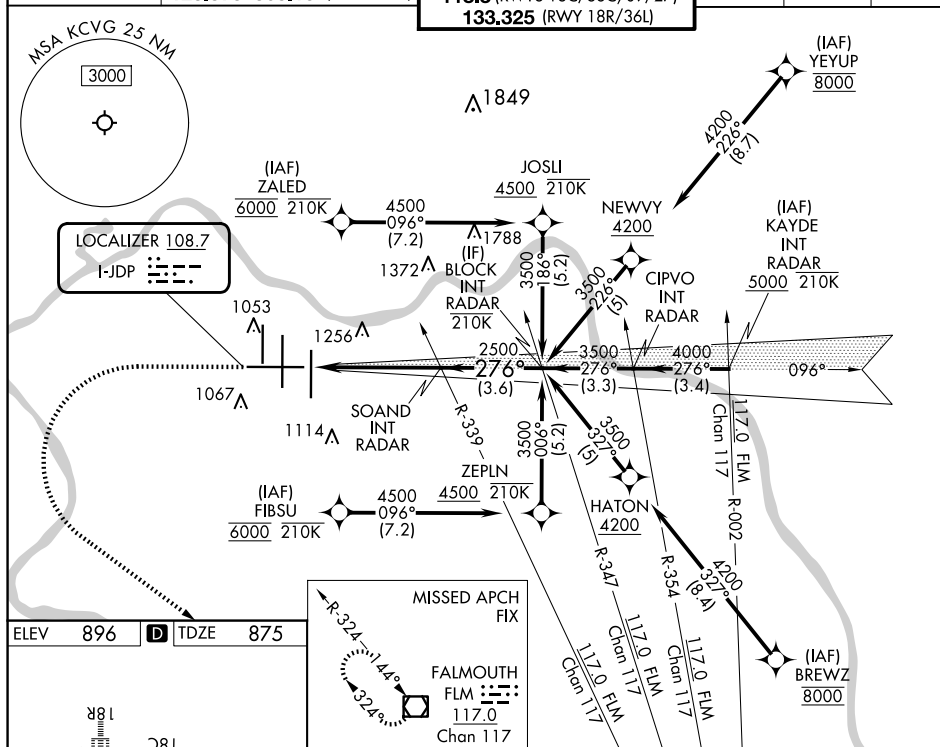 133.325 (RWY 18R/36L)
MSA KCVG 25 NM
3000
1849
(IAF)
YEYUP
8000
4200
226°
(8.7)
(IAF)
ZALED
6000 210K
4500
096°
(7.2)
JOSLI
4500 210K
NEWVY
4200
(IAF)
KAYDE
INT
RADAR
5000 210K
LOCALIZER 108.7
I-JDP
1788
1372
(IF)
BLOCK
INT
RADAR
210K
3500
186°
(5.2)
3500
226°
(5)
CIPVO
INT
RADAR
1053
1256
1067
1114
2500
276°
(3.6)
3500
276°
(3.3)
4000
276°
(3.4)
096°
SOAND
INT
RADAR
R-339
3500
006°
(5.2)
3500
327°
(5)
117.0 FLM
Chan 117
R-002
ZEPLN
4500 210K
HATON
4200
(IAF)
FIBSU
6000 210K
4500
096°
(7.2)
R-347
R-354
4200
327°
(8.4)
(IAF)
BREWZ
8000
117.0 FLM
Chan 117
117.0 FLM
Chan 117
117.0 FLM
Chan 117
ELEV 896 D TDZE 875
18R
18C
MISSED APCH
FIX
R-324
144°
324°
FALMOUTH
FLM
117.0
Chan 117